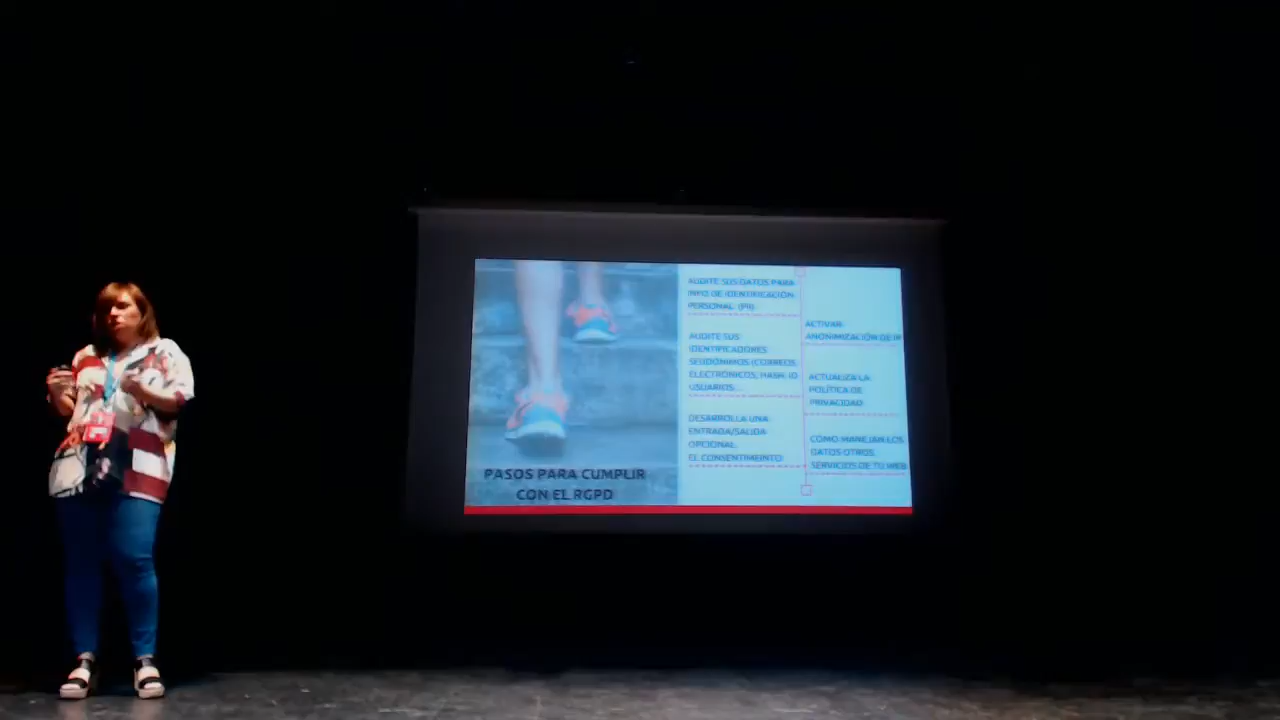 PASOS PARA CUMPLIR
CON EL RGPD
AUDITE SUS DATOS PARA
INFO DE IDENTIFICACIÓN
PERSONAL (PII)
AUDITE SUS
IDENTIFICADORES
SEUDÓNIMOS (CORREOS
ELECTRÓNICOS, HASH, ID
USUARIOS...
DESARROLLA UNA
ENTRADA/SALIDA
OPCIONAL
EL CONSENTIMIENTO
ACTIVAR
ANONIMIZACIÓN DE IP
ACTUALIZA LA
POLÍTICA DE
PRIVACIDAD
CÓMO MANEJAN LOS
DATOS OTROS
SERVICIOS DE TU WEB